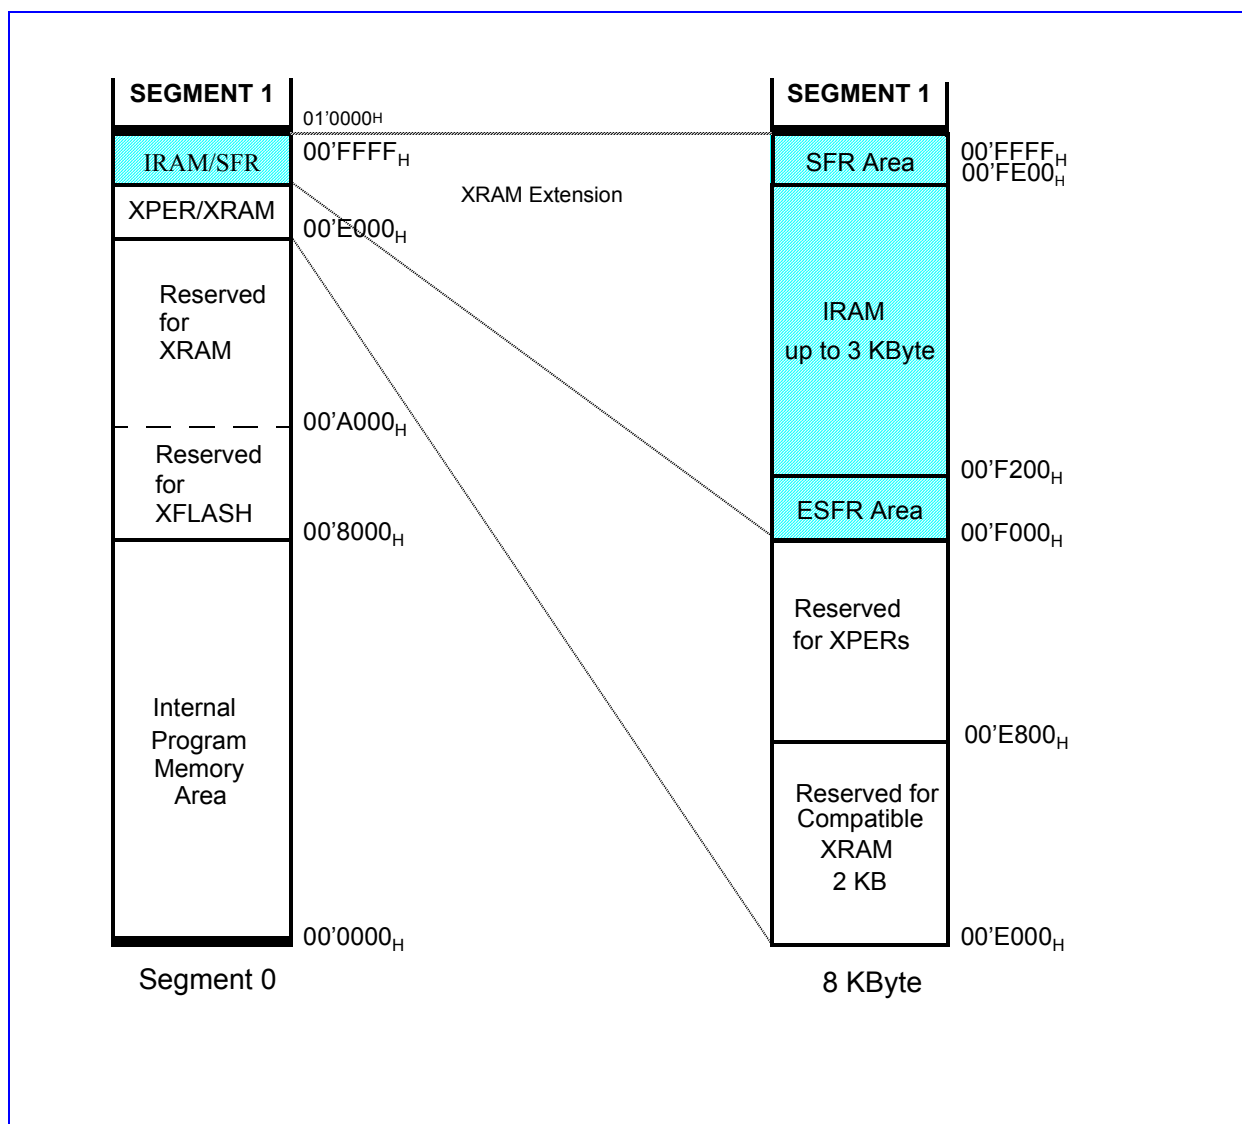 SEGMENT 1
01'0000H
IRAM/SFR
00'FFFFH
XPER/XRAM
00'E000H
Reserved
for
XRAM
00'A000H
Reserved
for
XFLASH
00'8000H
Internal
Program
Memory
Area
00'0000H
Segment 0
XRAM Extension
SEGMENT 1
SFR Area
00'FFFFH
00'FE00H
IRAM
up to 3 KByte
00'F200H
ESFR Area
00'F000H
Reserved
for XPERs
00'E800H
Reserved for
Compatible
XRAM
2 KB
00'E000H
8 KByte